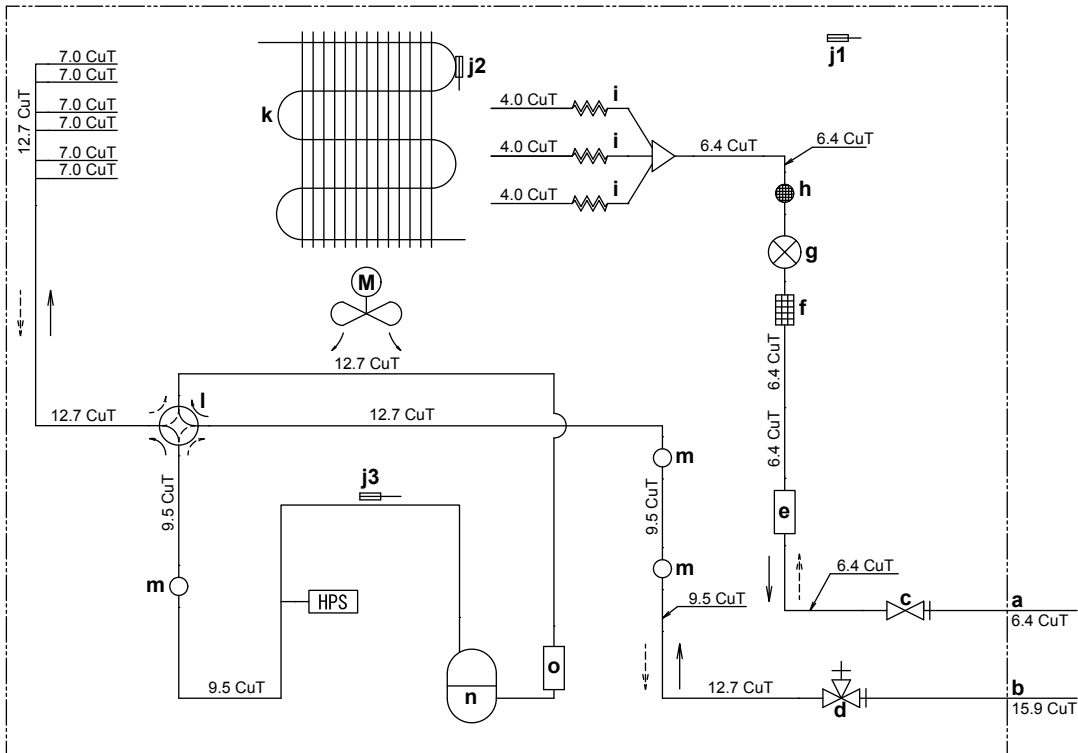 7.0 CuT
7.0 CuT
7.0 CuT
7.0 CuT
7.0 CuT
7.0 CuT
12.7 CuT
k
j2
j1
4.0 CuT
i
4.0 CuT
i
4.0 CuT
i
6.4 CuT
6.4 CuT
h
g
f
M
6.4 CuT
12.7 CuT
12.7 CuT
l
12.7 CuT
6.4 CuT
m
j3
9.5 CuT
9.5 CuT
e
m
m
HPS
6.4 CuT
9.5 CuT
c
a
6.4 CuT
o
9.5 CuT
n
12.7 CuT
d
b
15.9 CuT